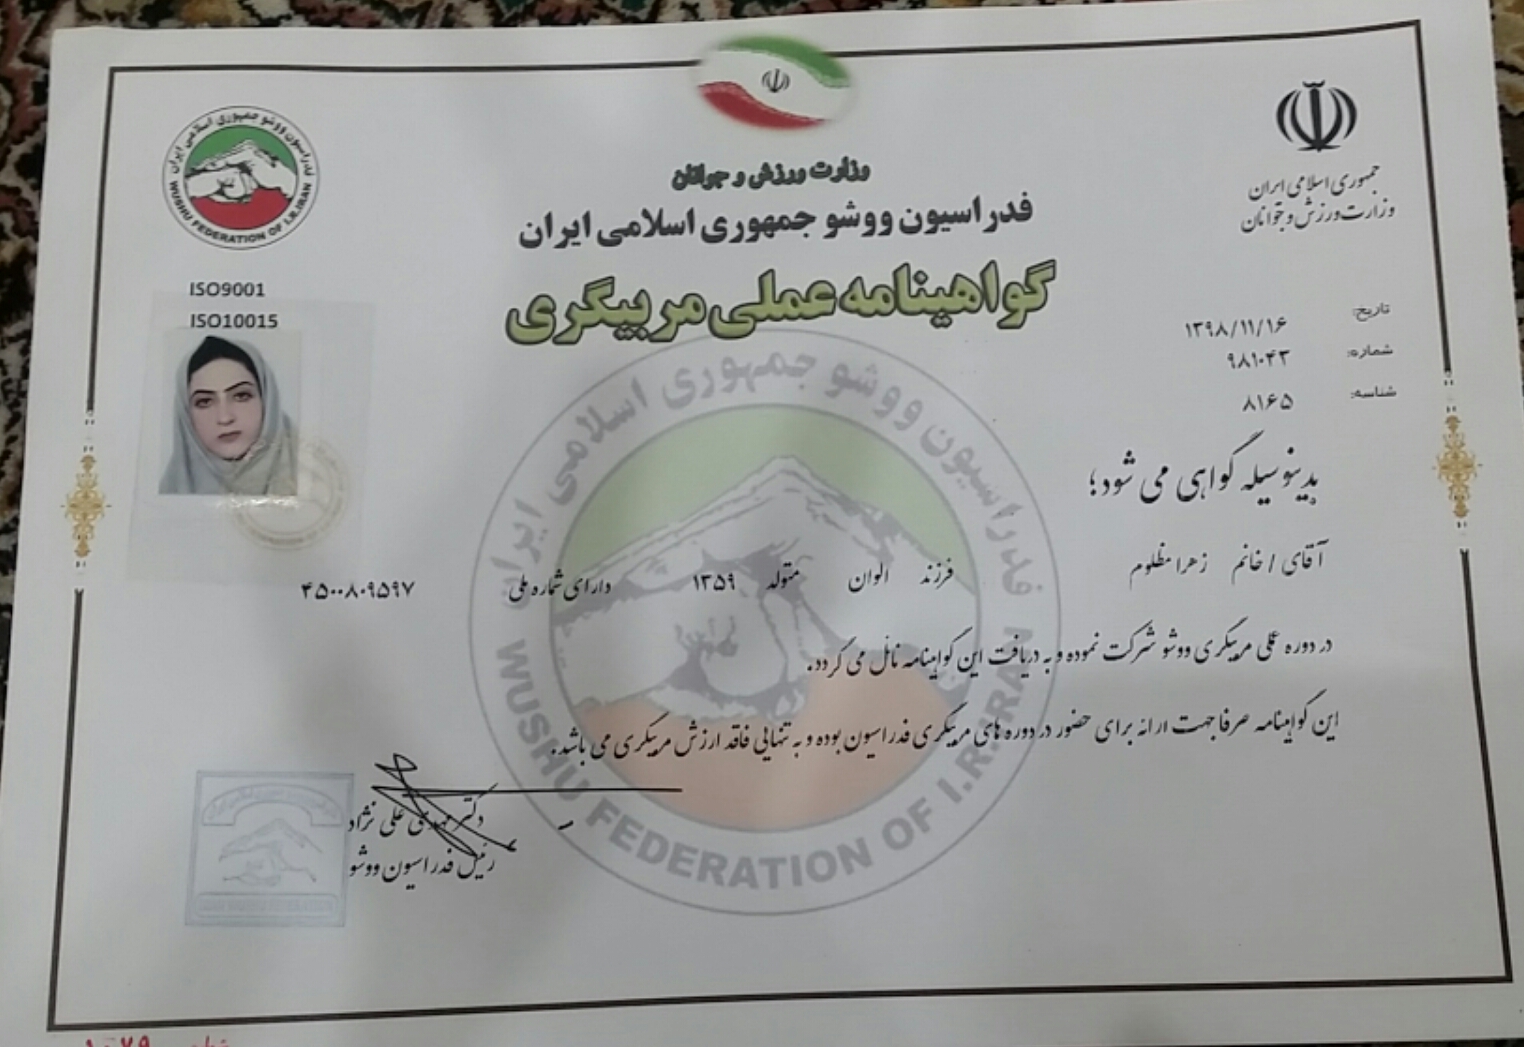 وزارت ورزش و جوانان
فدراسیون ووشو جمهوری اسلامی ایران
گواهینامه عملی مربیگری
جمهوری اسلامی ایران
وزارت ورزش و جوانان
فدراسیون ووشو جمهوری اسلامی ایران
WUSHU FEDERATION OF I.R.IRAN
ISO9001
ISO10015
تاریخ: ۱۳۹۸/۱۱/۱۶
شماره: ۹۸۱۰۴۳
شناسه: ۸۱۶۵
بدینوسیله گواهی می شود؛
آقای / خانم زهرا مظلوم فرزند الوان متولد ۱۳۵۹ دارای شماره ملی ۴۵۰۰۸۰۹۵۹۷
در دوره عملی مربیگری ووشو شرکت نموده و به دریافت این گواهینامه نائل می گردد.
این گواهینامه صرفا جهت ارائه برای حضور در دوره های مربیگری فدراسیون بوده و به تنهایی فاقد ارزش مربیگری می باشد.
دکتر مهدی علی نژاد
رئیس فدراسیون ووشو
فدراسیون ووشو جمهوری اسلامی ایران
WUSHU FEDERATION OF I.R.IRAN